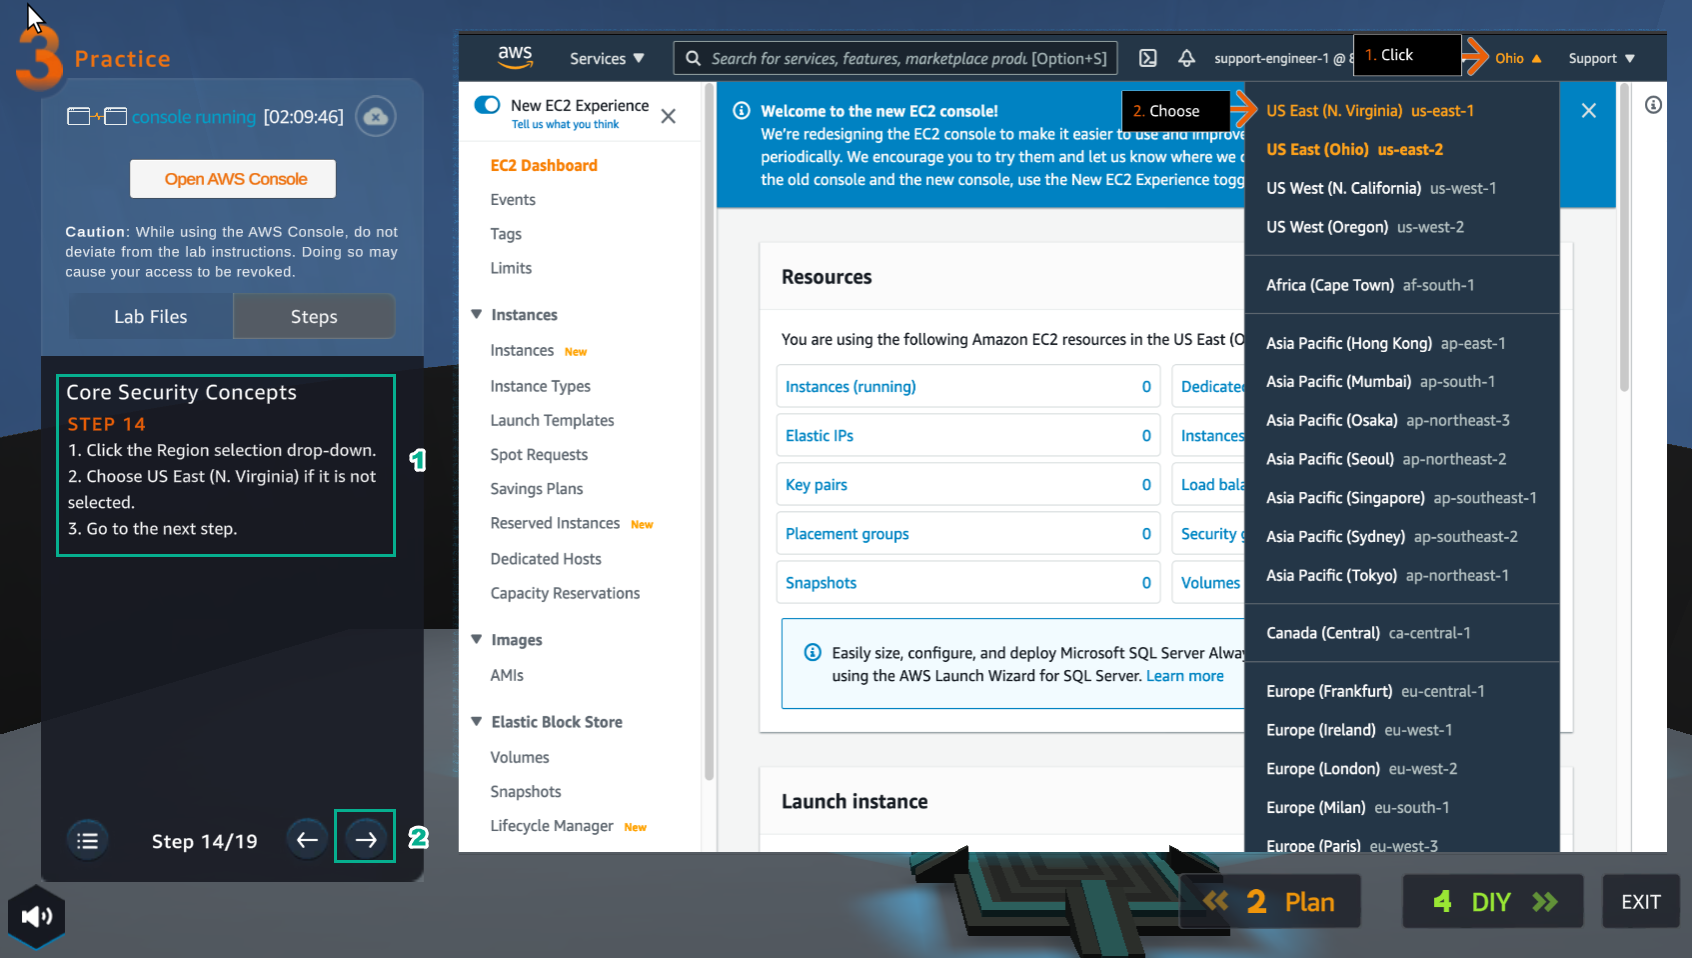 3 Practice
console running [02:09:46]
Open AWS Console
Caution: While using the AWS Console, do not
deviate from the lab instructions. Doing so may
cause your access to be revoked.
Lab Files
Steps
Core Security Concepts
STEP 14
1. Click the Region selection drop-down.
2. Choose US East (N. Virginia) if it is not
selected.
3. Go to the next step.
1
Step 14/19
2
aws
Services
Search for services, features, marketplace produ [Option+S]
support-engineer-1 @ 8
1. Click
Ohio
Support
New EC2 Experience
Tell us what you think
EC2 Dashboard
Events
Tags
Limits
Instances
Instances New
Instance Types
Launch Templates
Spot Requests
Savings Plans
Reserved Instances New
Dedicated Hosts
Capacity Reservations
Images
AMIs
Elastic Block Store
Volumes
Snapshots
Lifecycle Manager New
Welcome to the new EC2 console!
We're redesigning the EC2 console to make it easier to use and improve
periodically. We encourage you to try them and let us know where we c
the old console and the new console, use the New EC2 Experience togg
2. Choose
Resources
You are using the following Amazon EC2 resources in the US East (O
Instances (running) 0
Dedicated
Elastic IPs 0
Instances
Key pairs 0
Load bala
Placement groups 0
Security g
Snapshots 0
Volumes
Easily size, configure, and deploy Microsoft SQL Server Alway
using the AWS Launch Wizard for SQL Server. Learn more
Launch instance
US East (N. Virginia) us-east-1
US East (Ohio) us-east-2
US West (N. California) us-west-1
US West (Oregon) us-west-2
Africa (Cape Town) af-south-1
Asia Pacific (Hong Kong) ap-east-1
Asia Pacific (Mumbai) ap-south-1
Asia Pacific (Osaka) ap-northeast-3
Asia Pacific (Seoul) ap-northeast-2
Asia Pacific (Singapore) ap-southeast-1
Asia Pacific (Sydney) ap-southeast-2
Asia Pacific (Tokyo) ap-northeast-1
Canada (Central) ca-central-1
Europe (Frankfurt) eu-central-1
Europe (Ireland) eu-west-1
Europe (London) eu-west-2
Europe (Milan) eu-south-1
Europe (Paris) eu-west-3
2 Plan
4 DIY
EXIT